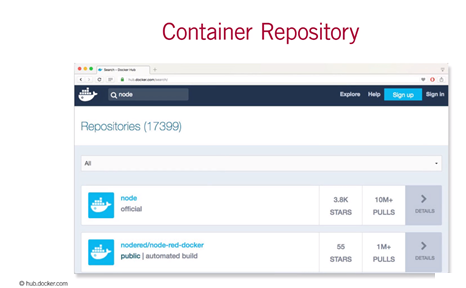 Container Repository
Search - Docker Hub
hub.docker.com/search/
node
Explore Help Sign up Sign in
Repositories (17399)
All
node
official
3.8K
STARS
10M+
PULLS
DETAILS
nodered/node-red-docker
public | automated build
55
STARS
1M+
PULLS
DETAILS
© hub.docker.com